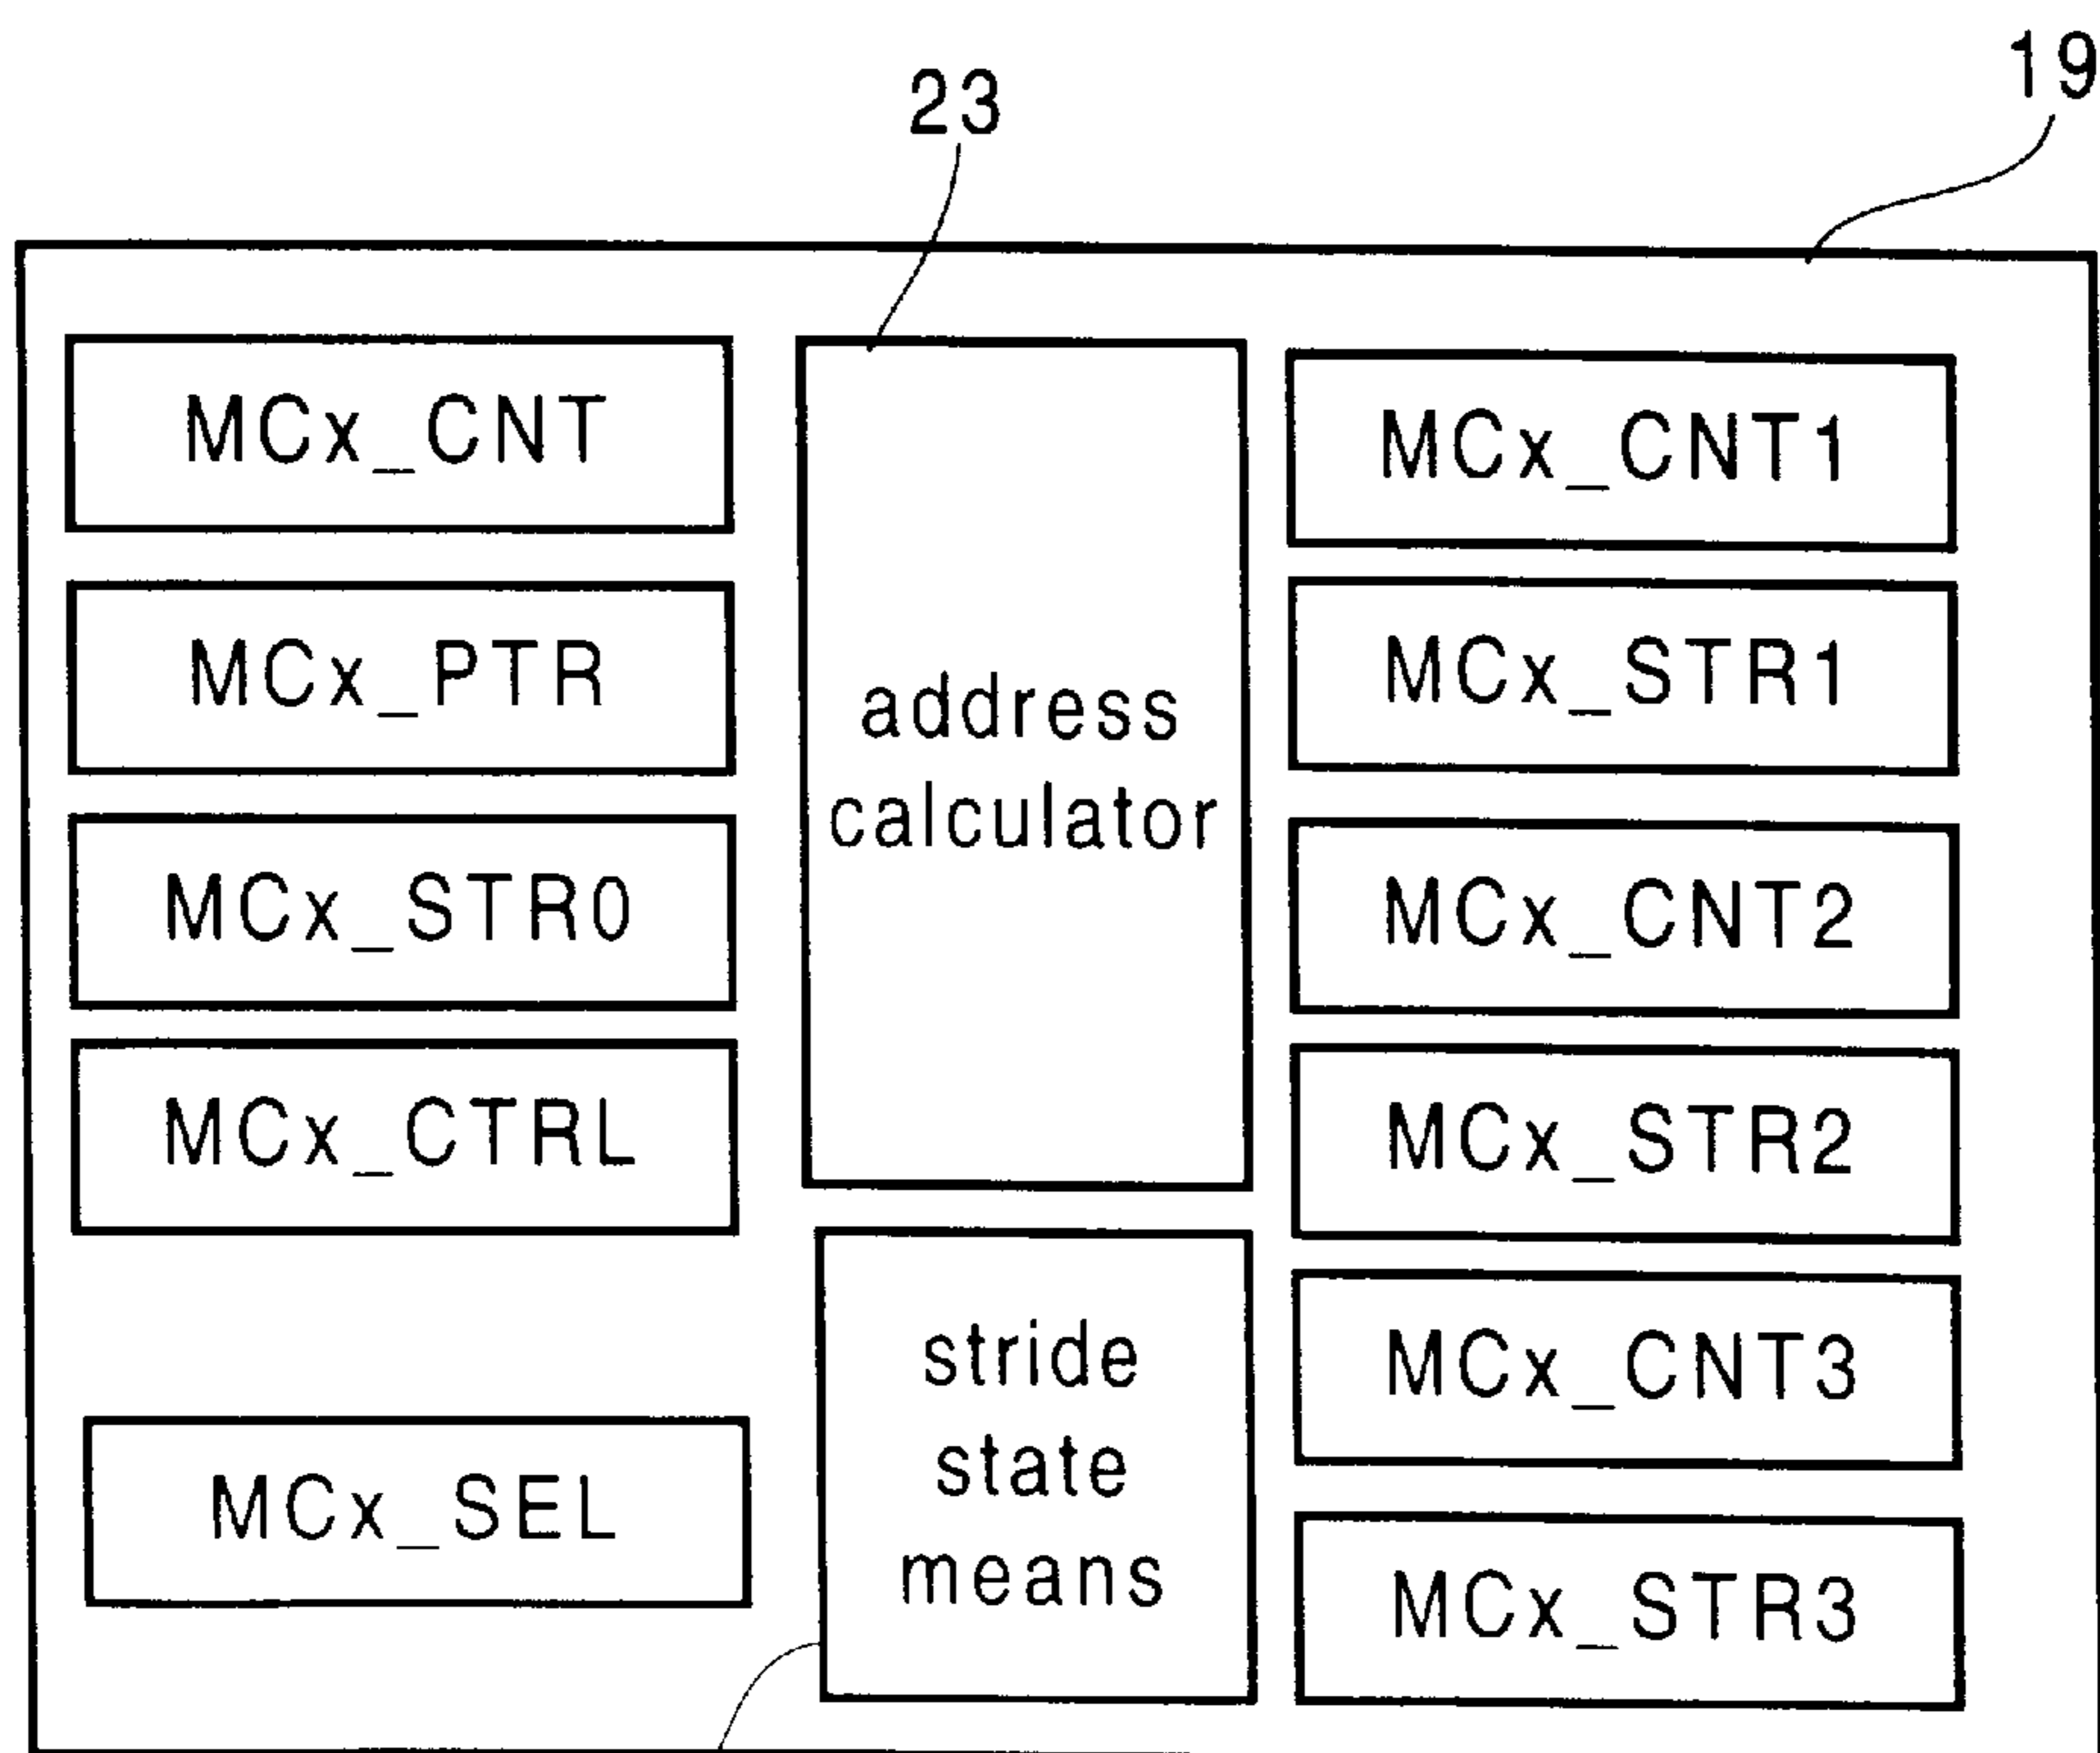 19
23
MCx_CNT
MCx_PTR
MCx_STR0
MCx_CTRL
MCx_SEL
address
calculator
stride
state
means
MCx_CNT1
MCx_STR1
MCx_CNT2
MCx_STR2
MCx_CNT3
MCx_STR3